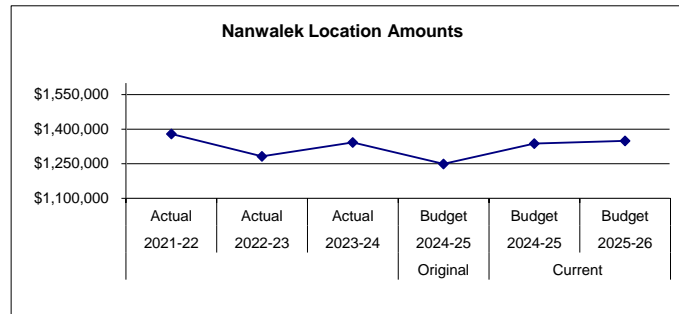 Nanwalek Location Amounts
$1,550,000
$1,400,000
$1,250,000
$1,100,000
Actual Actual Actual Budget Budget Budget
2021-22 2022-23 2023-24 2024-25 2024-25 2025-26
Original Current